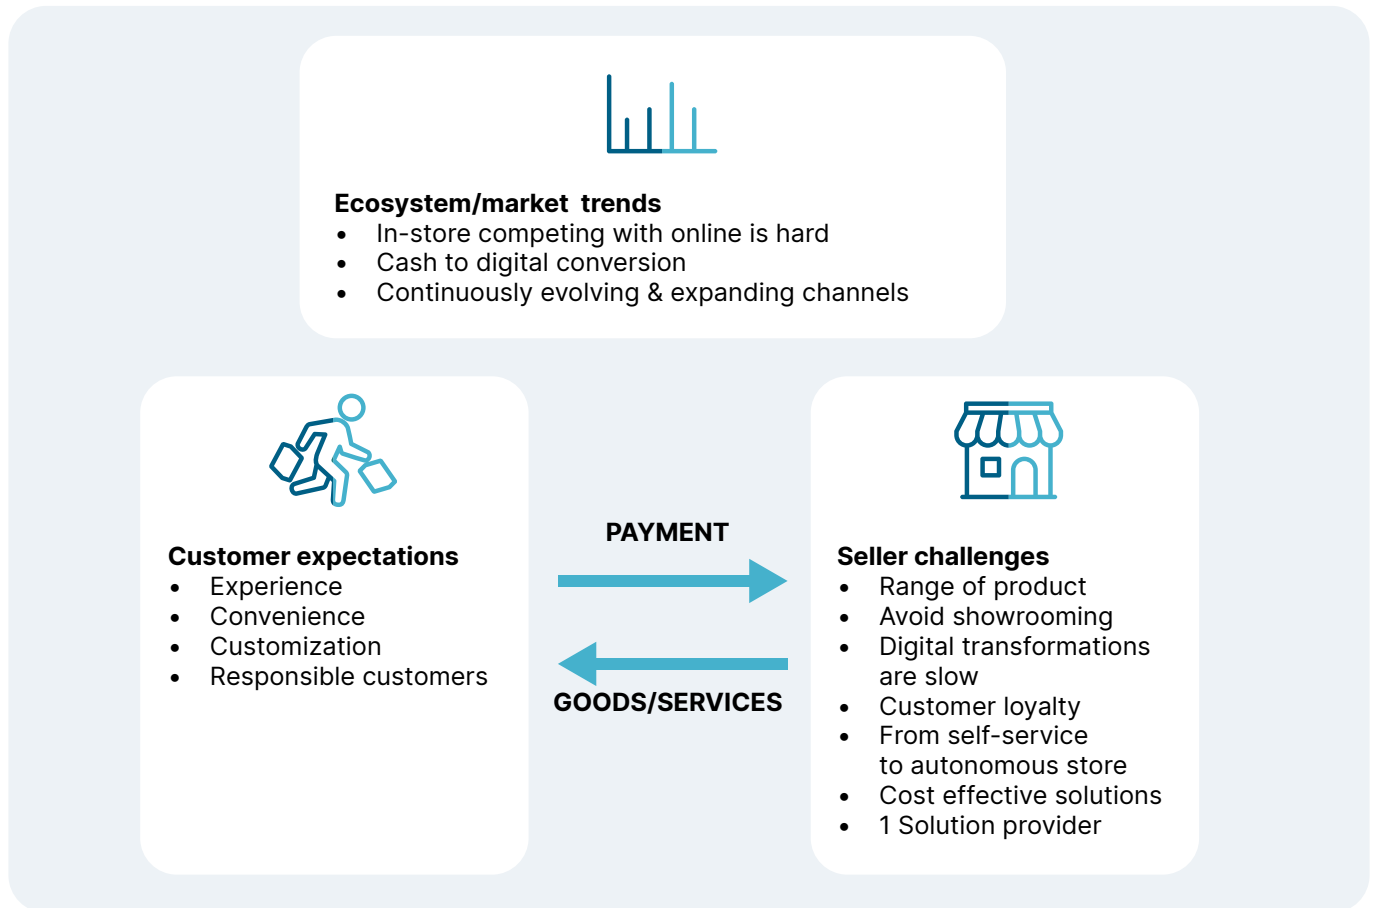 Ecosystem/market  trends
• In-store competing with online is hard
• Cash to digital conversion
• Continuously evolving & expanding channels
Customer expectations
• Experience
• Convenience
• Customization
• Responsible customers
PAYMENT
GOODS/SERVICES
Seller challenges
• Range of product
• Avoid showrooming
• Digital transformations
are slow
• Customer loyalty
• From self-service
to autonomous store
• Cost effective solutions
• 1 Solution provider